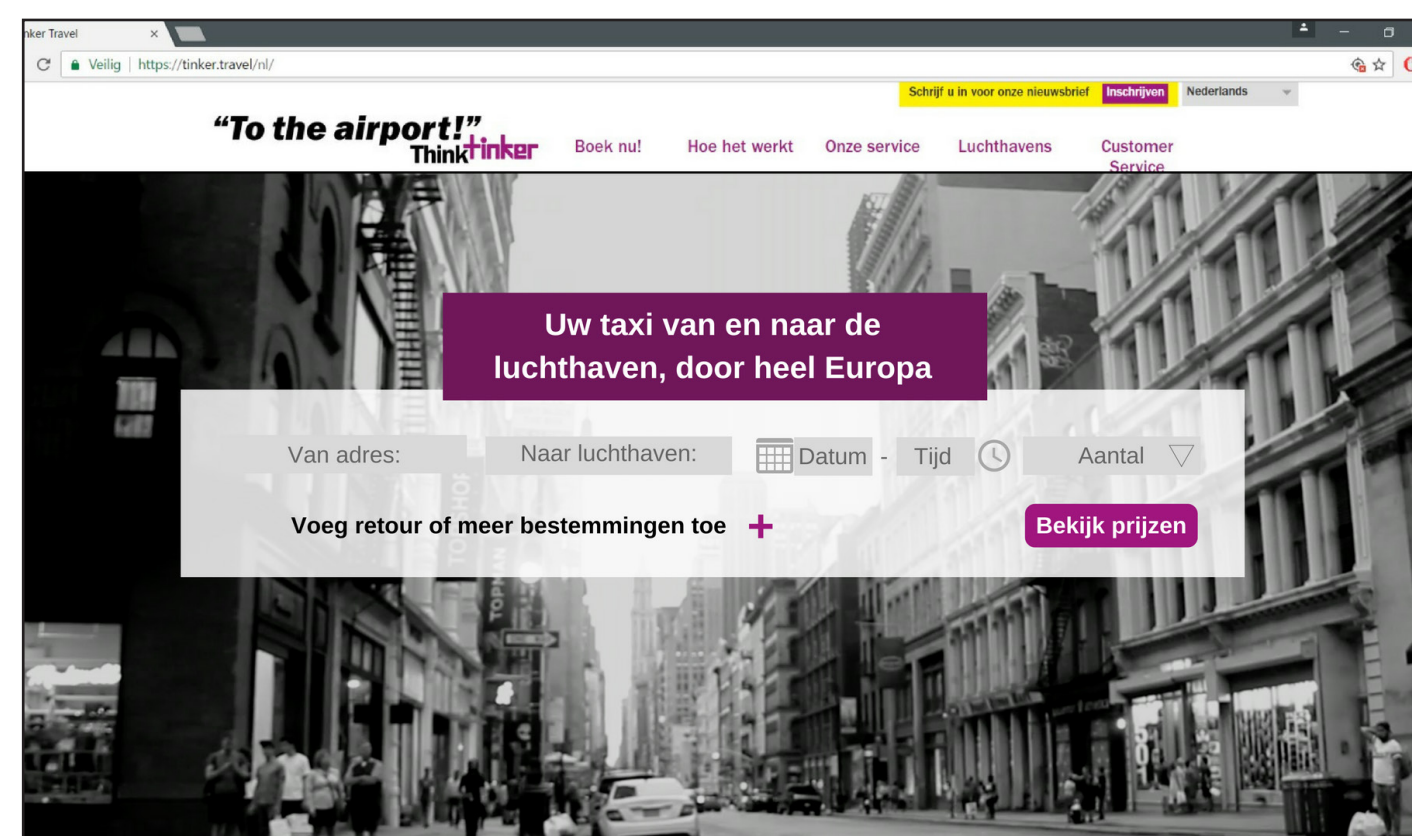 nker Travel
Veilig | https://tinker.travel/nl/
Schrijf u in voor onze nieuwsbrief Inschrijven Nederlands
“To the airport!”
Think tinker
Boek nu! Hoe het werkt Onze service Luchthavens Customer Service
Uw taxi van en naar de
luchthaven, door heel Europa
Van adres: Naar luchthaven: Datum - Tijd Aantal
Voeg retour of meer bestemmingen toe + Bekijk prijzen
TOPSHOP
TOPMAN